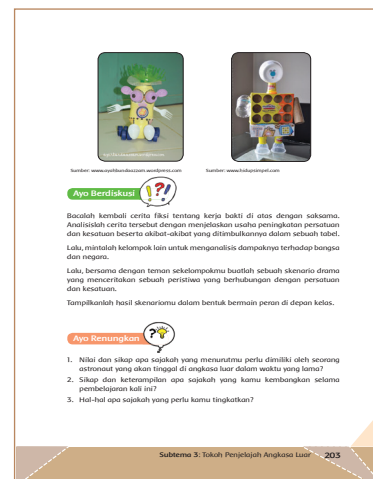 Sumber: www.ayahbundauzzam.wordpress.com
Sumber: www.hidupsimpel.com
Ayo Berdiskusi
Bacalah kembali cerita fiksi tentang kerja bakti di atas dengan saksama.
Analisislah cerita tersebut dengan menjelaskan usaha peningkatan persatuan
dan kesatuan beserta akibat-akibat yang ditimbulkannya dalam sebuah tabel.
Lalu, mintalah kelompok lain untuk menganalisis dampaknya terhadap bangsa
dan negara.
Lalu, bersama dengan teman sekelompokmu buatlah sebuah skenario drama
yang menceritakan sebuah peristiwa yang berhubungan dengan persatuan
dan kesatuan.
Tampilkanlah hasil skenariomu dalam bentuk bermain peran di depan kelas.
Ayo Renungkan
1. Nilai dan sikap apa sajakah yang menurutmu perlu dimiliki oleh seorang
astronaut yang akan tinggal di angkasa luar dalam waktu yang lama?
2. Sikap dan keterampilan apa sajakah yang kamu kembangkan selama
pembelajaran kali ini?
3. Hal-hal apa sajakah yang perlu kamu tingkatkan?
Subtema 3: Tokoh Penjelajah Angkasa Luar 203